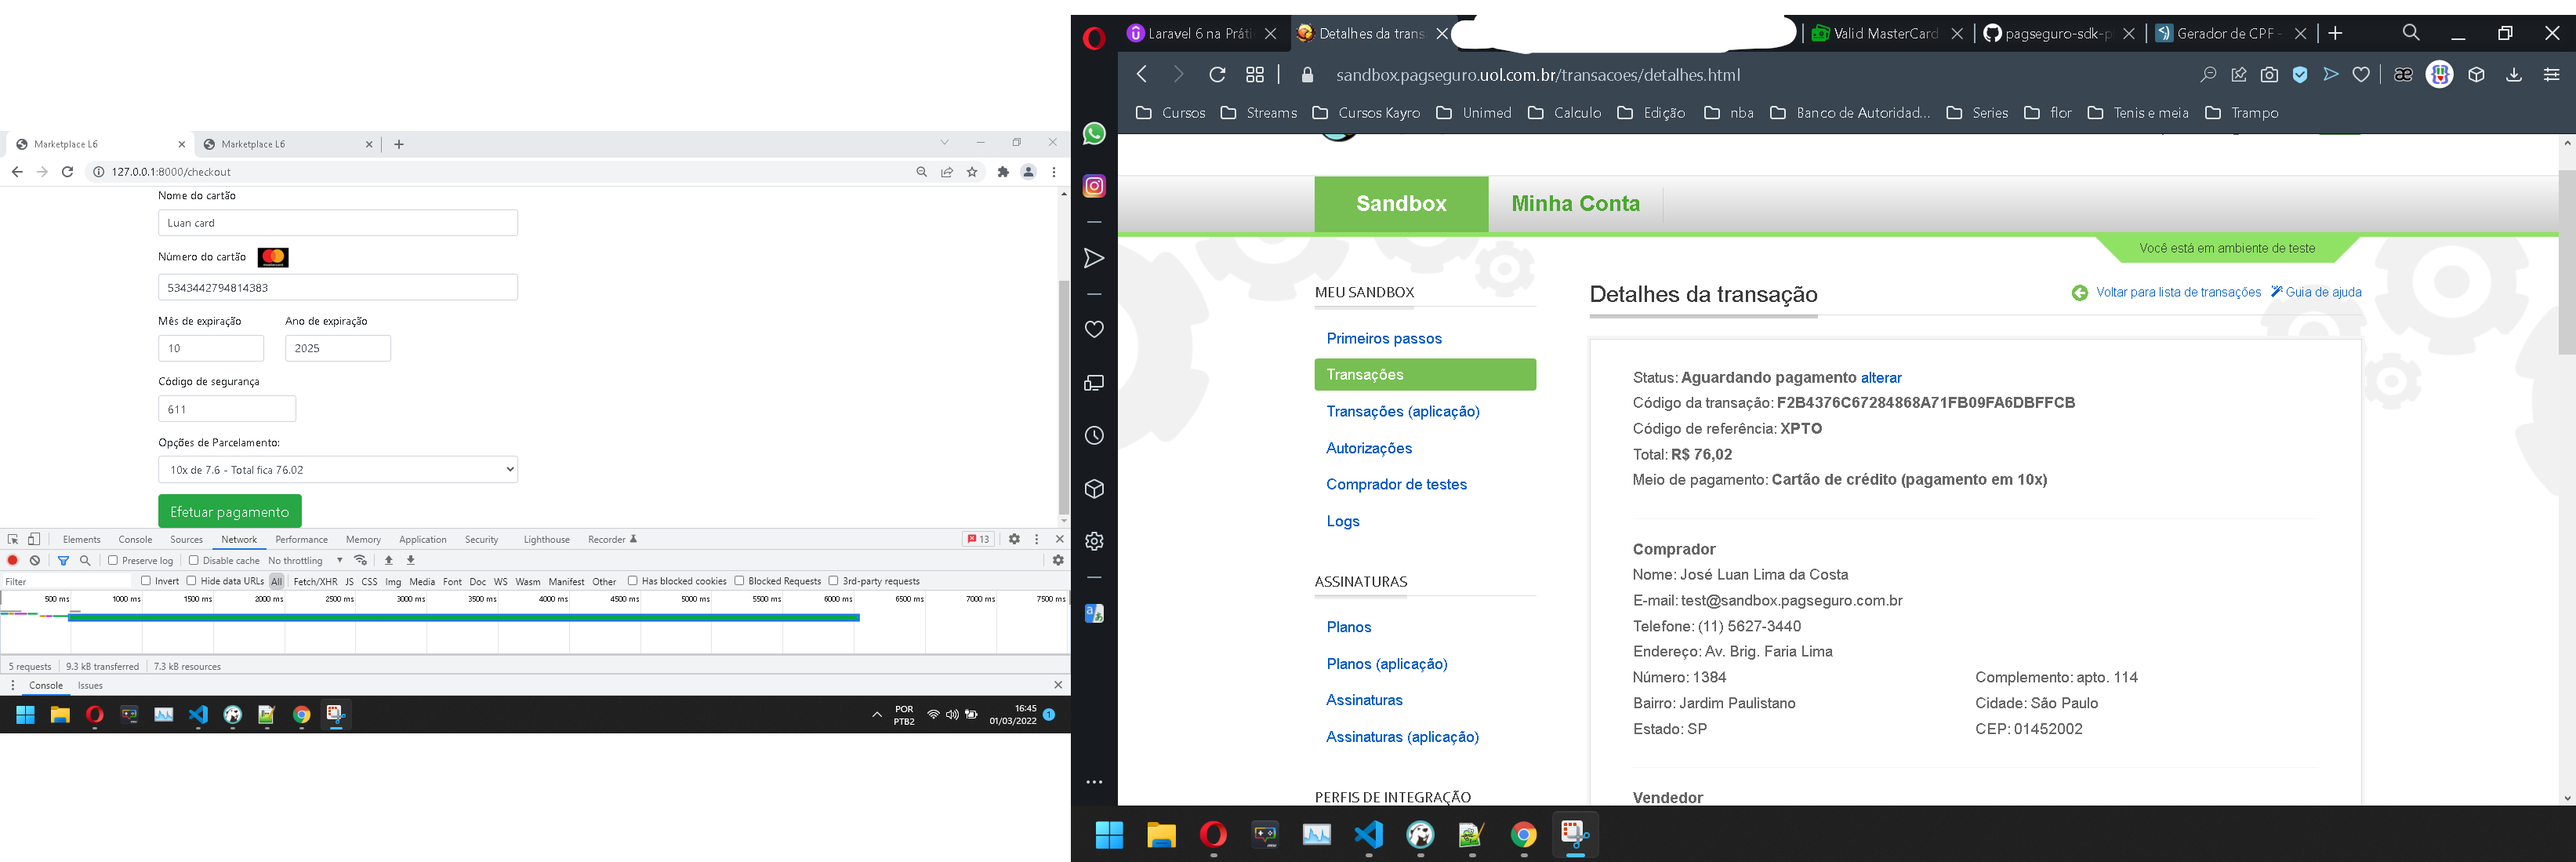 Marketplace L6
Marketplace L6
127.0.0.1:8000/checkout
Nome do cartão
Luan card
Número do cartão
mastercard
5343442794814383
Mês de expiração
Ano de expiração
10
2025
Código de segurança
611
Opções de Parcelamento:
10x de 7.6 - Total fica 76.02
Efetuar pagamento
Elements Console Sources Network Performance Memory Application Security Lighthouse Recorder
13
Preserve log Disable cache No throttling
Filter Invert Hide data URLs All Fetch/XHR JS CSS Img Media Font Doc WS Wasm Manifest Other Has blocked cookies Blocked Requests 3rd-party requests
500 ms 1000 ms 1500 ms 2000 ms 2500 ms 3000 ms 3500 ms 4000 ms 4500 ms 5000 ms 5500 ms 6000 ms 6500 ms 7000 ms 7500 ms
5 requests 9.3 kB transferred 7.3 kB resources
Console Issues
POR
PTB2
16:45
01/03/2022
1
Laravel 6 na Práti
Detalhes da trans
Valid MasterCard
pagseguro-sdk-p
Gerador de CPF -
sandbox.pagseguro.uol.com.br/transacoes/detalhes.html
Cursos Streams Cursos Kayro Unimed Calculo Edição nba Banco de Autoridad... Series flor Tenis e meia Trampo
Sandbox
Minha Conta
Você está em ambiente de teste
MEU SANDBOX
Primeiros passos
Transações
Transações (aplicação)
Autorizações
Comprador de testes
Logs
ASSINATURAS
Planos
Planos (aplicação)
Assinaturas
Assinaturas (aplicação)
PERFIS DE INTEGRAÇÃO
Detalhes da transação
Voltar para lista de transações
Guia de ajuda
Status: Aguardando pagamento alterar
Código da transação: F2B4376C67284868A71FB09FA6DBFFCB
Código de referência: XPTO
Total: R$ 76,02
Meio de pagamento: Cartão de crédito (pagamento em 10x)
Comprador
Nome: José Luan Lima da Costa
E-mail: test@sandbox.pagseguro.com.br
Telefone: (11) 5627-3440
Endereço: Av. Brig. Faria Lima
Número: 1384
Complemento: apto. 114
Bairro: Jardim Paulistano
Cidade: São Paulo
Estado: SP
CEP: 01452002
Vendedor